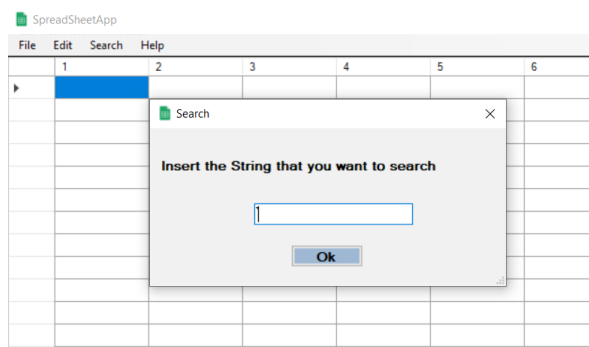 SpreadSheetApp
File Edit Search Help
1 2 3 4 5 6
Search
Insert the String that you want to search
Ok